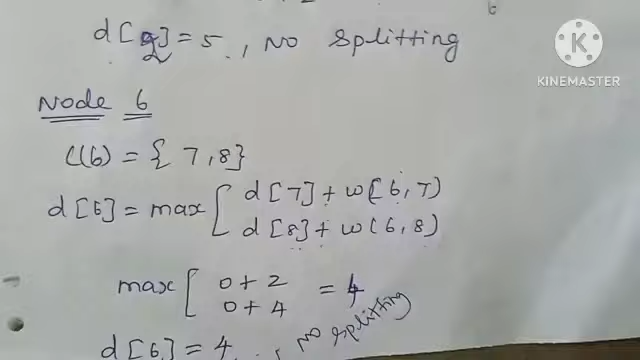 d[2]=5 ., No splitting
K
KINEMASTER
Node 6
C(6) = { 7,8}
d[6] = max [ d[7] + w(6,7)
d[8] + w(6,8)
max [ 0+2 = 4
0+4
d[6] = 4 ., No splitting